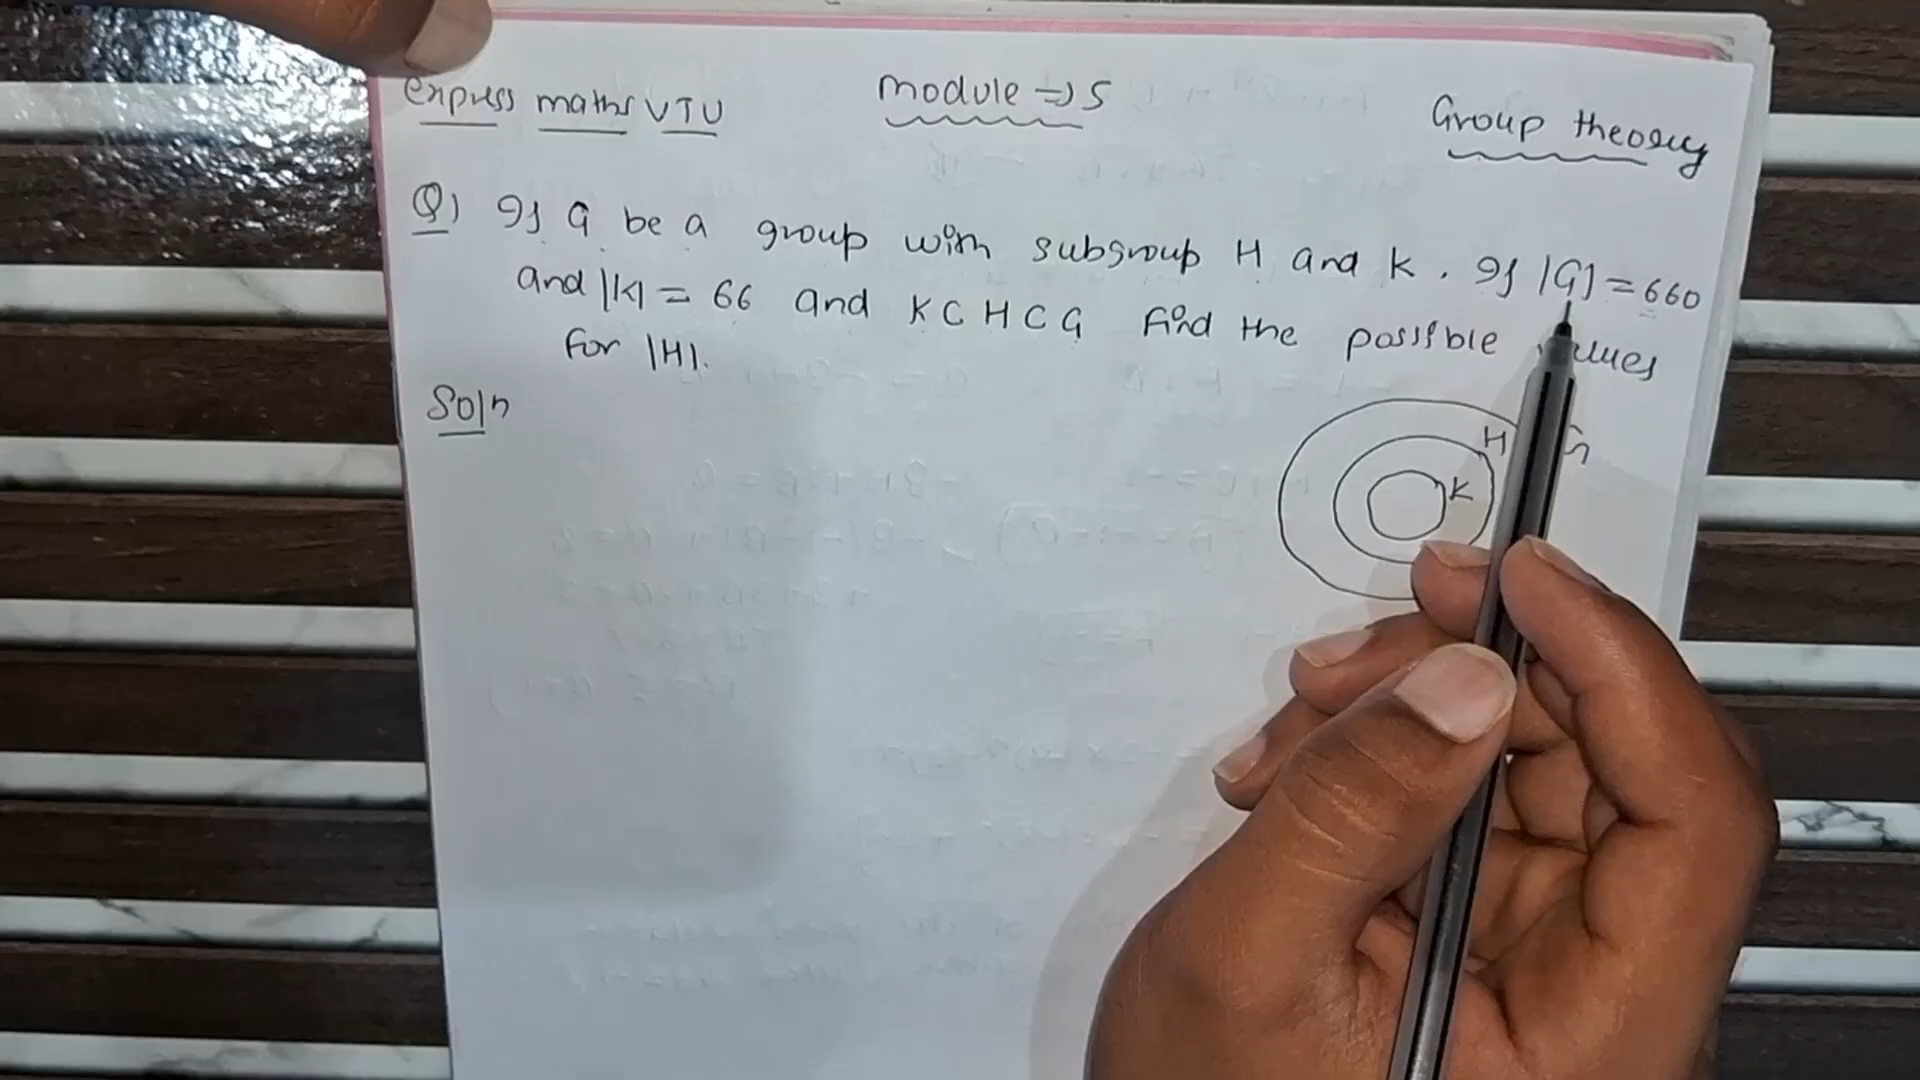 express maths VTU
module ⇒ 5
Group theory
Q) If G be a group with subgroup H and K. If |G| = 660
and |K| = 66 and K ⊂ H ⊂ G find the possible
for |H|.
Soln
H
K